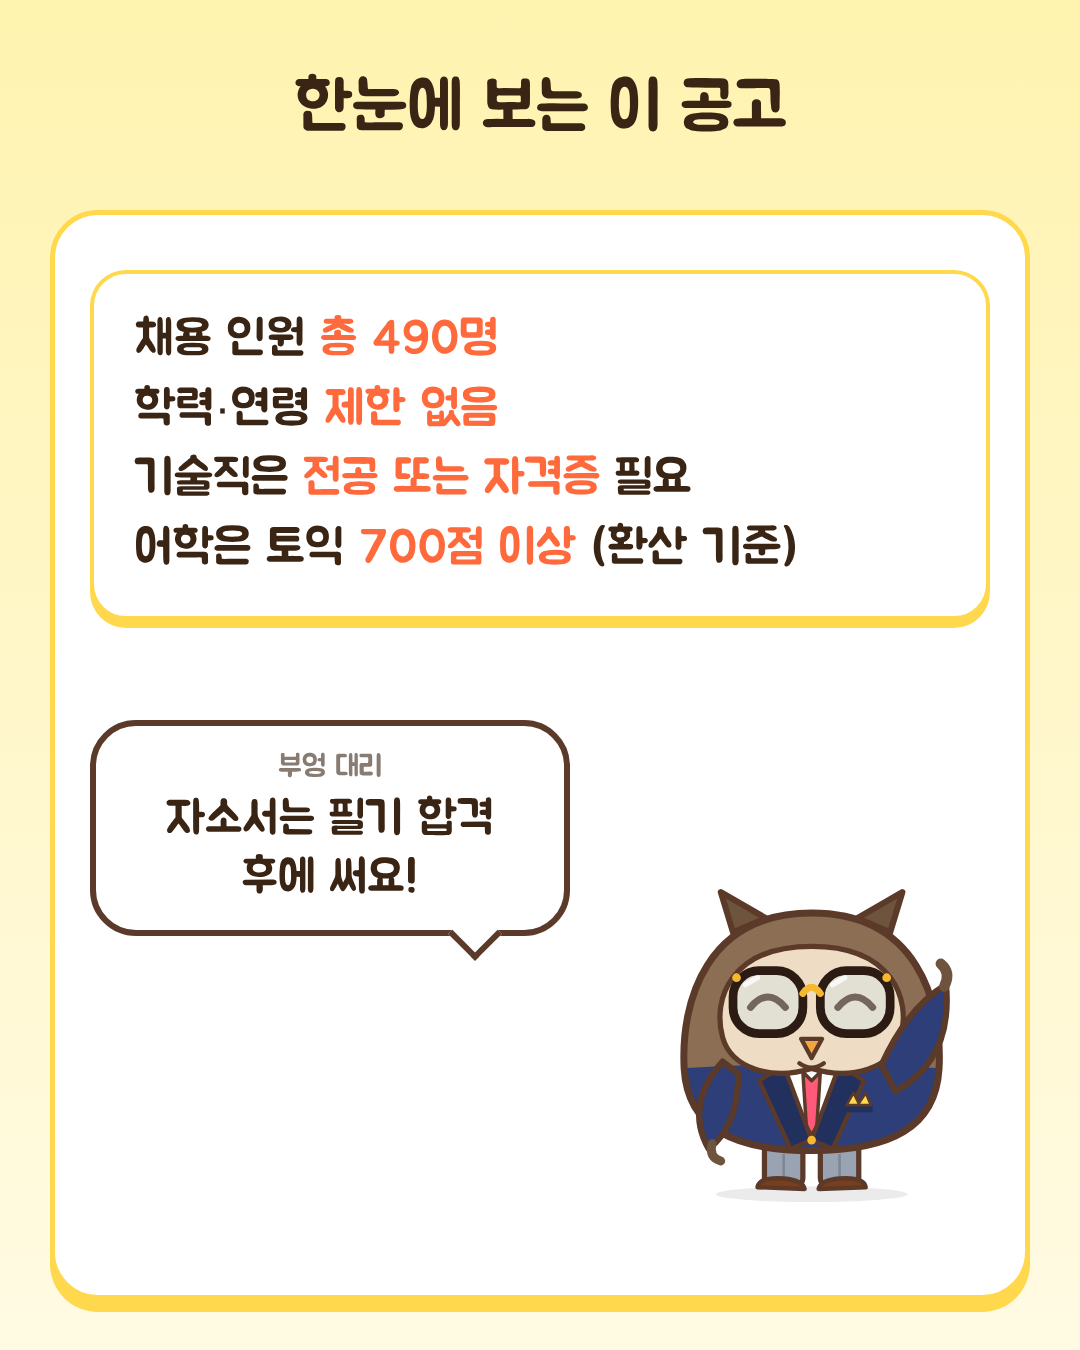 한눈에 보는 이 공고
채용 인원 총 490명
학력·연령 제한 없음
기술직은 전공 또는 자격증 필요
어학은 토익 700점 이상 (환산 기준)
부엉 대리
자소서는 필기 합격
후에 써요!